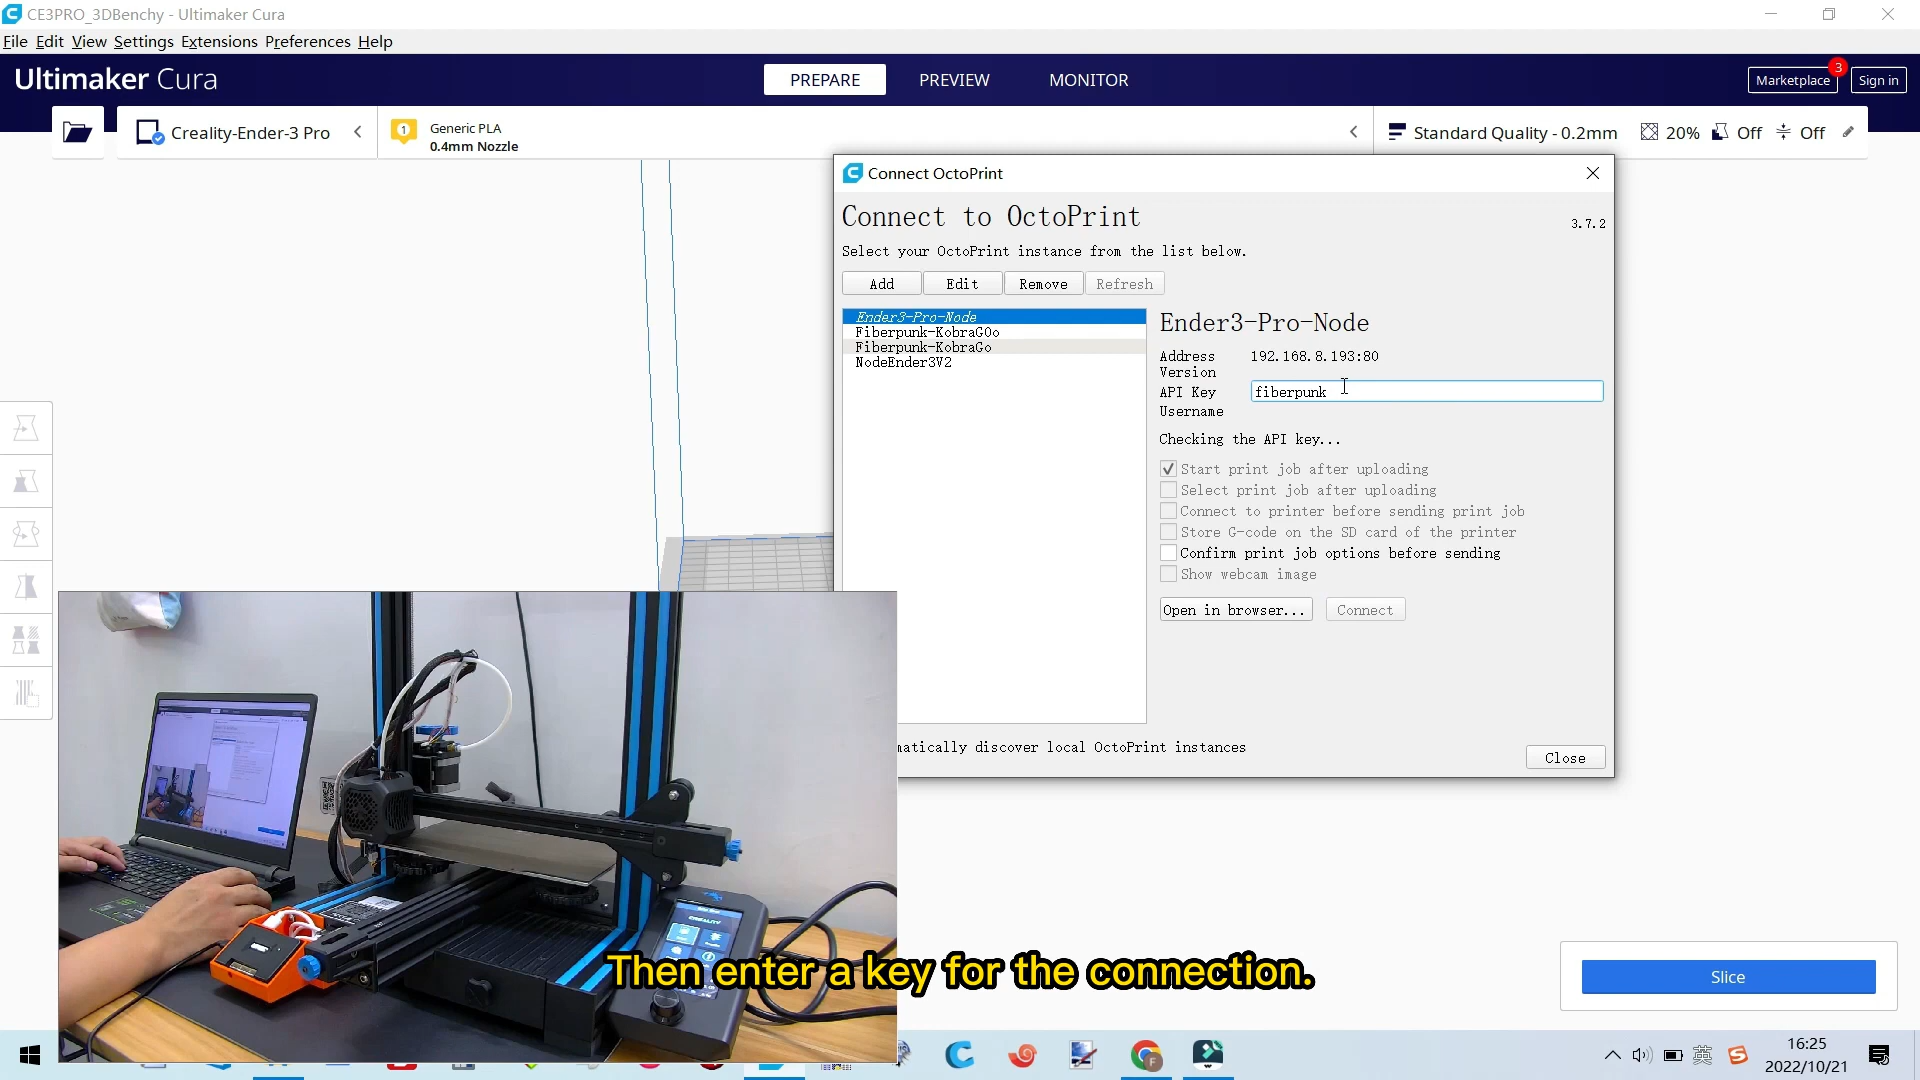 CE3PRO_3DBenchy - Ultimaker Cura
File Edit View Settings Extensions Preferences Help
Ultimaker Cura
PREPARE
PREVIEW
MONITOR
Marketplace
3
Sign in
Creality-Ender-3 Pro
1
Generic PLA
0.4mm Nozzle
Standard Quality - 0.2mm
20%
Off
Off
Connect OctoPrint
Connect to OctoPrint
3.7.2
Select your OctoPrint instance from the list below.
Add
Edit
Remove
Refresh
Ender3-Pro-Node
Fiberpunk-KobraGOo
Fiberpunk-KobraGo
NodeEnder3V2
Ender3-Pro-Node
Address 192.168.8.193:80
Version
API Key fiberpunk
Username
Checking the API key...
Start print job after uploading
Select print job after uploading
Connect to printer before sending print job
Store G-code on the SD card of the printer
Confirm print job options before sending
Show webcam image
Open in browser...
Connect
matically discover local OctoPrint instances
Close
CREALITY
Then enter a key for the connection.
Slice
英
16:25
2022/10/21